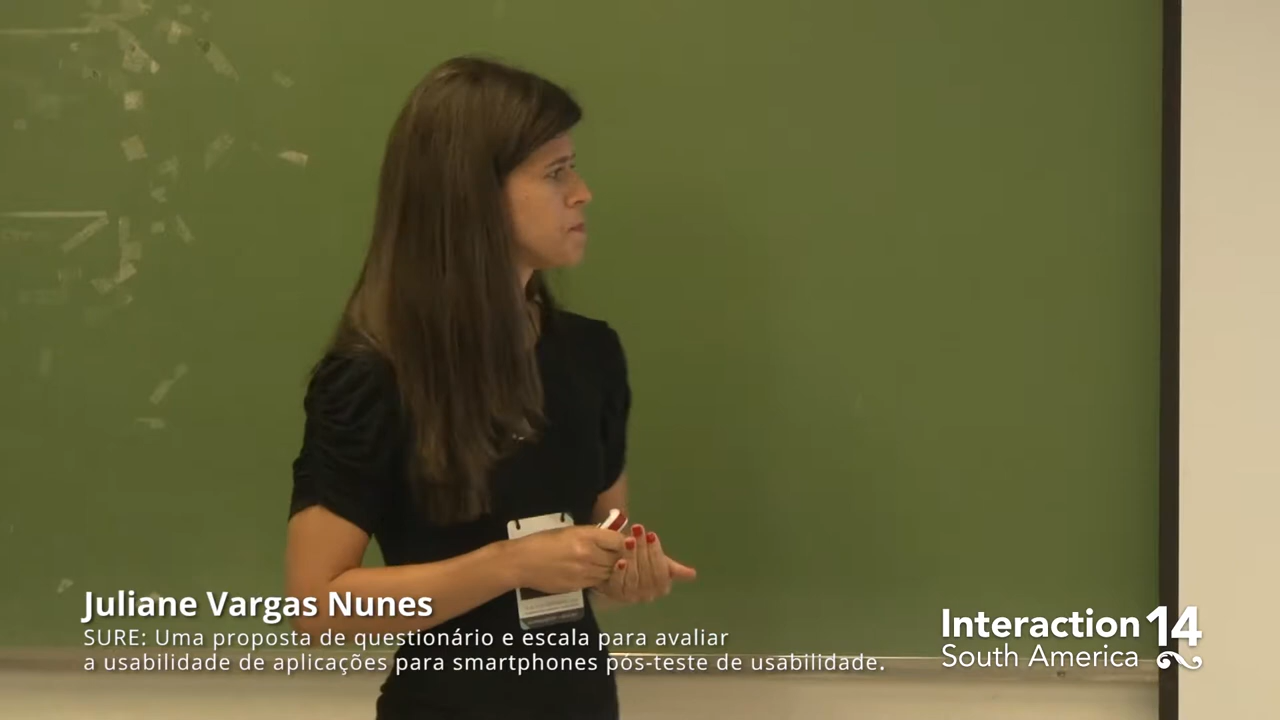 Juliane Vargas Nunes
SURE: Uma proposta de questionário e escala para avaliar
a usabilidade de aplicações para smartphones pós-teste de usabilidade.
Interaction 14
South America